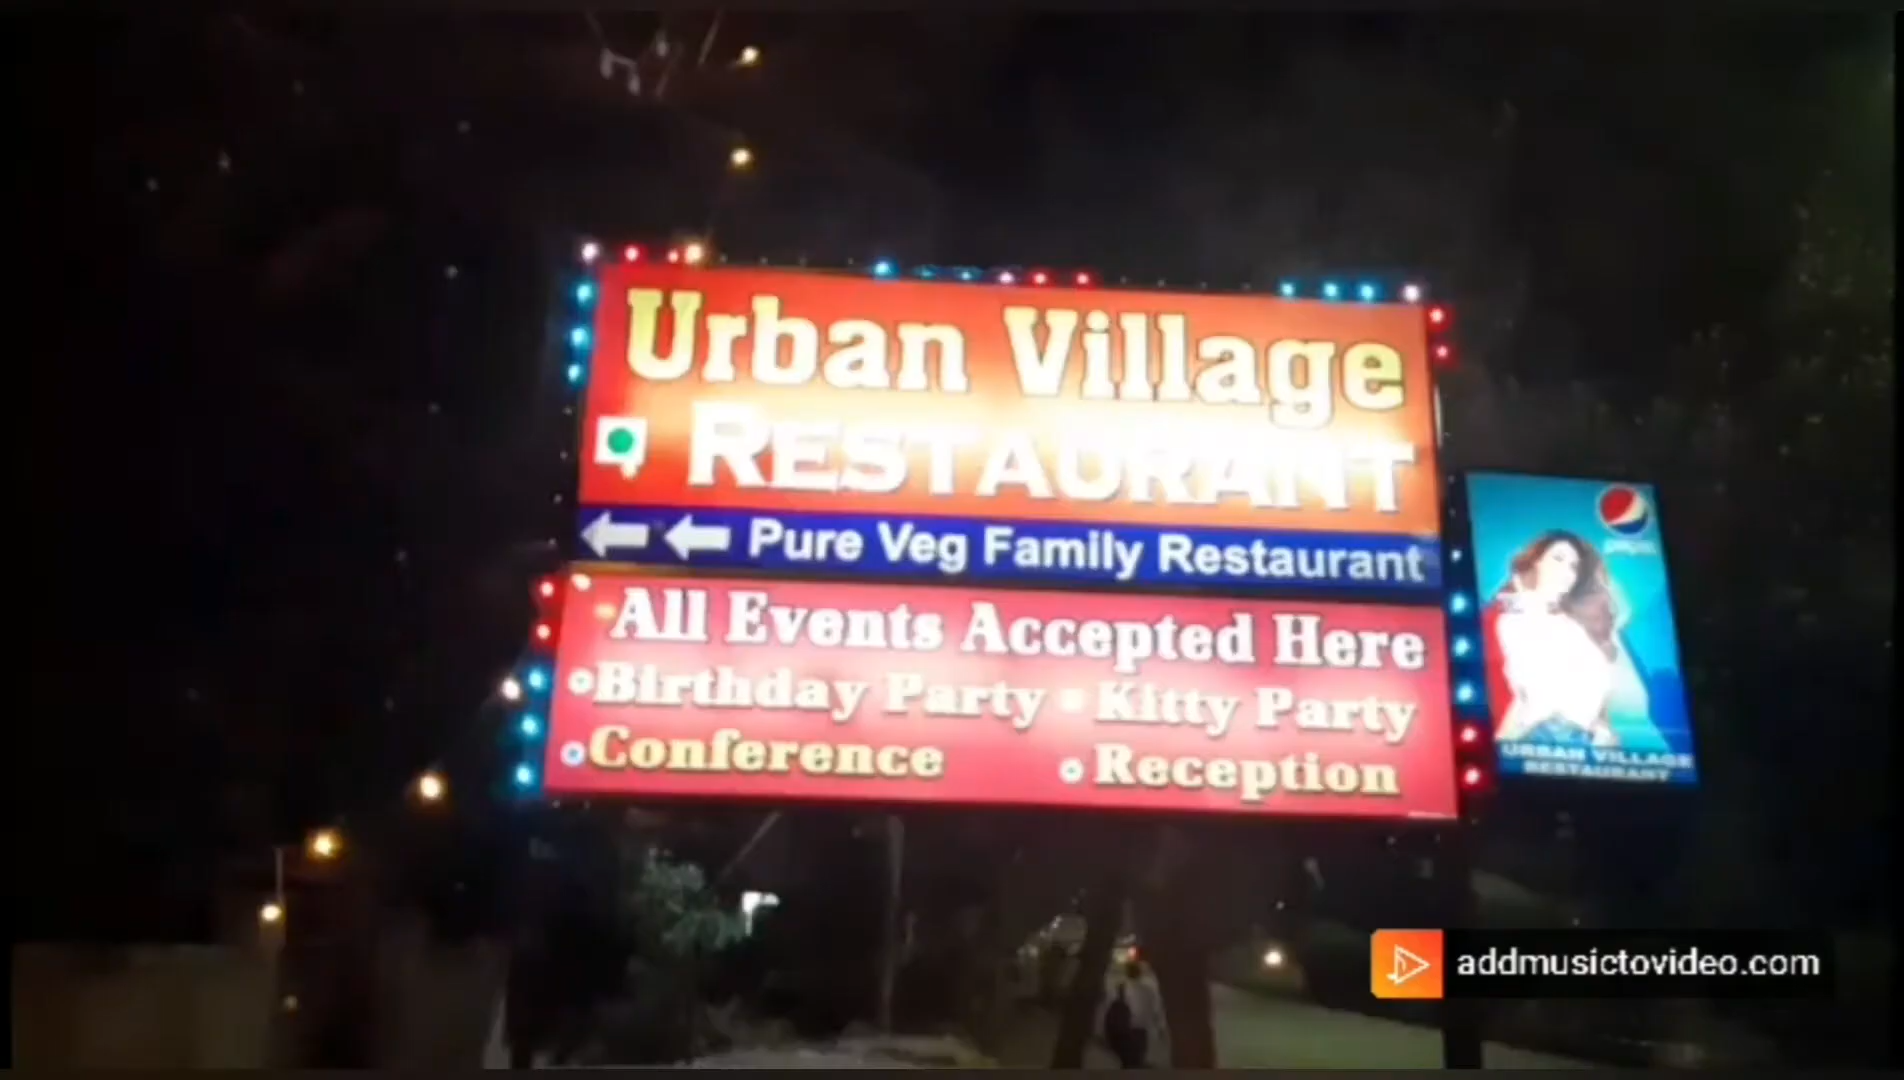 Urban Village
RESTAURANT
Pure Veg Family Restaurant
All Events Accepted Here
Birthday Party • Kitty Party
Conference
Reception
pepsi
URBAN VILLAGE
RESTAURANT
addmusictovideo.com